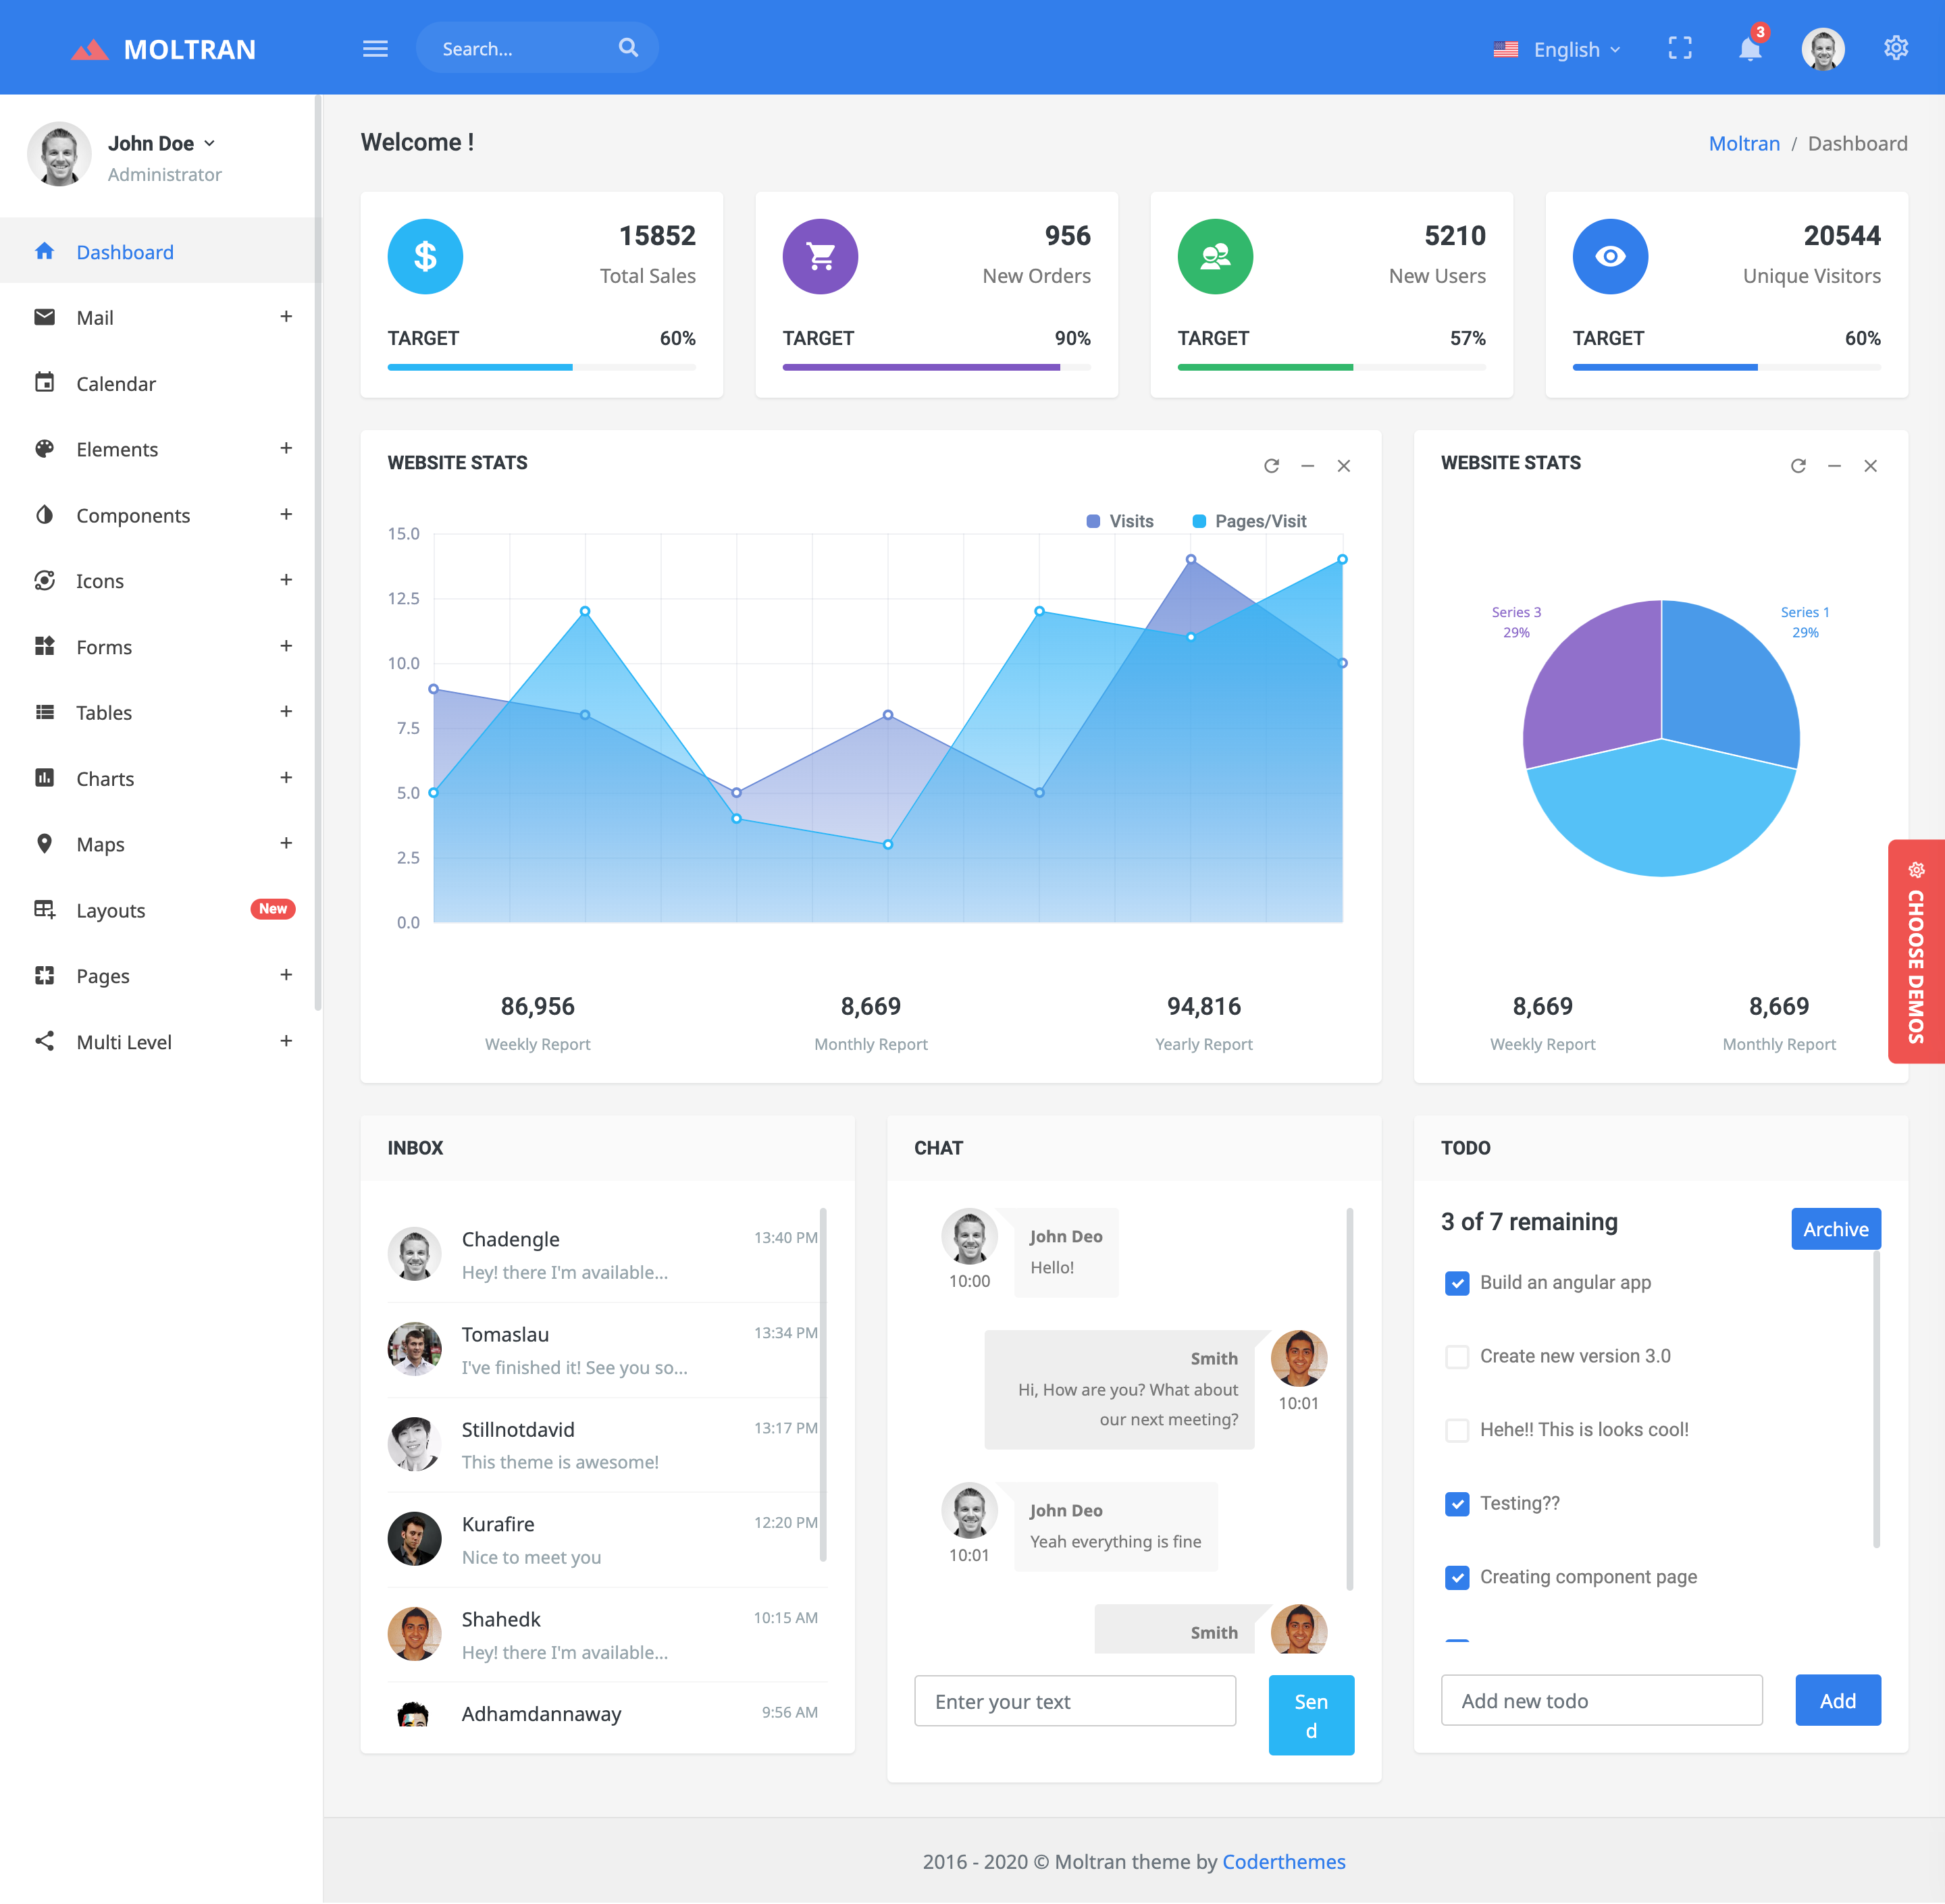 MOLTRAN
Search...
English
3
John Doe
Administrator
Dashboard
Mail
Calendar
Elements
Components
Icons
Forms
Tables
Charts
Maps
Layouts
New
Pages
Multi Level
Welcome !
Moltran / Dashboard
15852
Total Sales
TARGET 60%
956
New Orders
TARGET 90%
5210
New Users
TARGET 57%
20544
Unique Visitors
TARGET 60%
WEBSITE STATS
Visits Pages/Visit
15.0
12.5
10.0
7.5
5.0
2.5
0.0
86,956
Weekly Report
8,669
Monthly Report
94,816
Yearly Report
WEBSITE STATS
Series 3
29%
Series 1
29%
8,669
Weekly Report
8,669
Monthly Report
CHOOSE DEMOS
INBOX
Chadengle 13:40 PM
Hey! there I'm available...
Tomaslau 13:34 PM
I've finished it! See you so...
Stillnotdavid 13:17 PM
This theme is awesome!
Kurafire 12:20 PM
Nice to meet you
Shahedk 10:15 AM
Hey! there I'm available...
Adhamdannaway 9:56 AM
CHAT
John Deo
Hello!
10:00
Smith
Hi, How are you? What about
our next meeting?
10:01
John Deo
Yeah everything is fine
10:01
Smith
Enter your text
Sen
d
TODO
3 of 7 remaining
Archive
Build an angular app
Create new version 3.0
Hehe!! This is looks cool!
Testing??
Creating component page
Add new todo
Add
2016 - 2020 © Moltran theme by Coderthemes